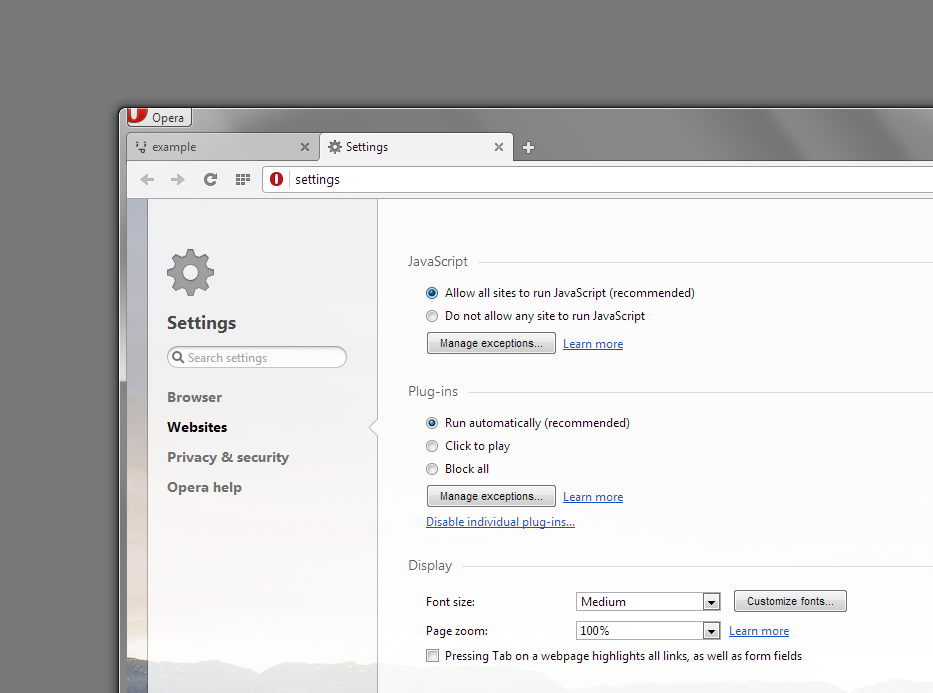 Opera
example
Settings
settings
Settings
Search settings
Browser
Websites
Privacy & security
Opera help
JavaScript
Allow all sites to run JavaScript (recommended)
Do not allow any site to run JavaScript
Manage exceptions... Learn more
Plug-ins
Run automatically (recommended)
Click to play
Block all
Manage exceptions... Learn more
Disable individual plug-ins...
Display
Font size: Medium Customize fonts...
Page zoom: 100% Learn more
Pressing Tab on a webpage highlights all links, as well as form fields